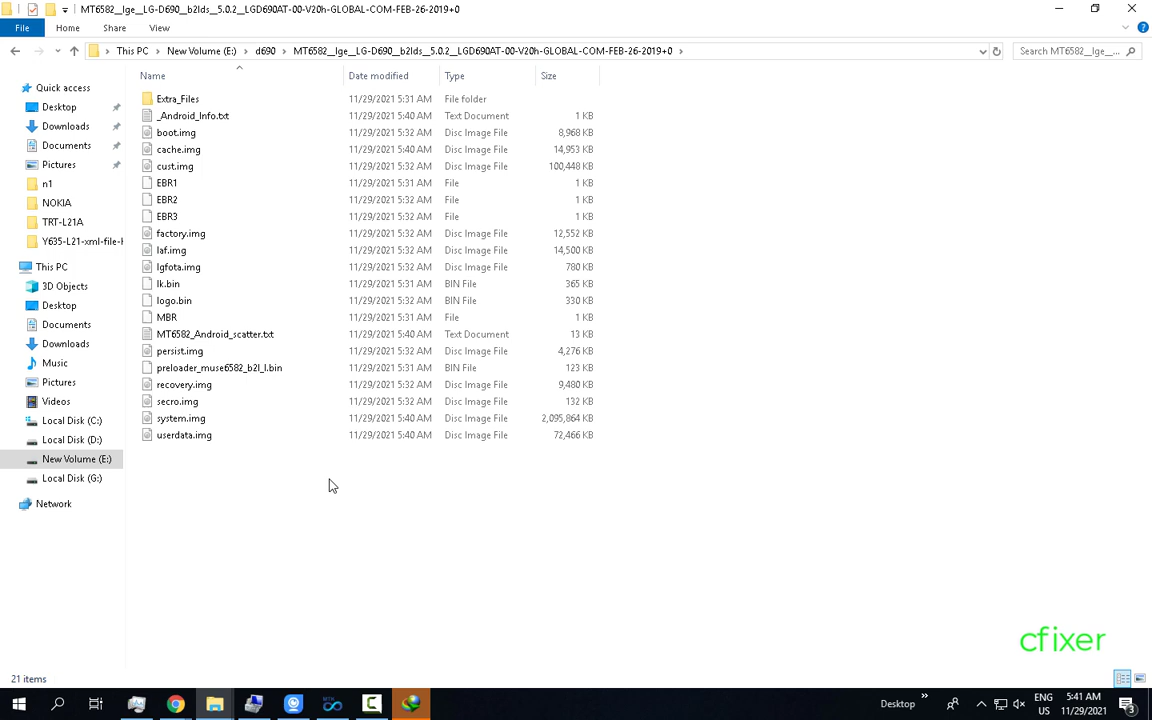 MT6582__lge__LG-D690__b2lds__5.0.2__LGD690AT-00-V20h-GLOBAL-COM-FEB-26-2019+0
File Home Share View
This PC New Volume (E:) d690 MT6582__lge__LG-D690__b2lds__5.0.2__LGD690AT-00-V20h-GLOBAL-COM-FEB-26-2019+0 Search MT6582__lge__...
Name Date modified Type Size
Quick access
Desktop
Downloads
Documents
Pictures
n1
NOKIA
TRT-L21A
Y635-L21-xml-file-
This PC
3D Objects
Desktop
Documents
Downloads
Music
Pictures
Videos
Local Disk (C:)
Local Disk (D:)
New Volume (E:)
Local Disk (G:)
Network
Extra_Files 11/29/2021 5:31 AM File folder
_Android_Info.txt 11/29/2021 5:40 AM Text Document 1 KB
boot.img 11/29/2021 5:32 AM Disc Image File 8,968 KB
cache.img 11/29/2021 5:40 AM Disc Image File 14,953 KB
cust.img 11/29/2021 5:32 AM Disc Image File 100,448 KB
EBR1 11/29/2021 5:31 AM File 1 KB
EBR2 11/29/2021 5:32 AM File 1 KB
EBR3 11/29/2021 5:32 AM File 1 KB
factory.img 11/29/2021 5:32 AM Disc Image File 12,552 KB
laf.img 11/29/2021 5:32 AM Disc Image File 14,500 KB
lgfota.img 11/29/2021 5:32 AM Disc Image File 780 KB
lk.bin 11/29/2021 5:31 AM BIN File 365 KB
logo.bin 11/29/2021 5:32 AM BIN File 330 KB
MBR 11/29/2021 5:31 AM File 1 KB
MT6582_Android_scatter.txt 11/29/2021 5:40 AM Text Document 13 KB
persist.img 11/29/2021 5:32 AM Disc Image File 4,276 KB
preloader_muse6582_b2l_l.bin 11/29/2021 5:31 AM BIN File 123 KB
recovery.img 11/29/2021 5:32 AM Disc Image File 9,480 KB
secro.img 11/29/2021 5:32 AM Disc Image File 132 KB
system.img 11/29/2021 5:40 AM Disc Image File 2,095,864 KB
userdata.img 11/29/2021 5:40 AM Disc Image File 72,466 KB
cfixer
21 items
Desktop ENG US 5:41 AM 11/29/2021 3